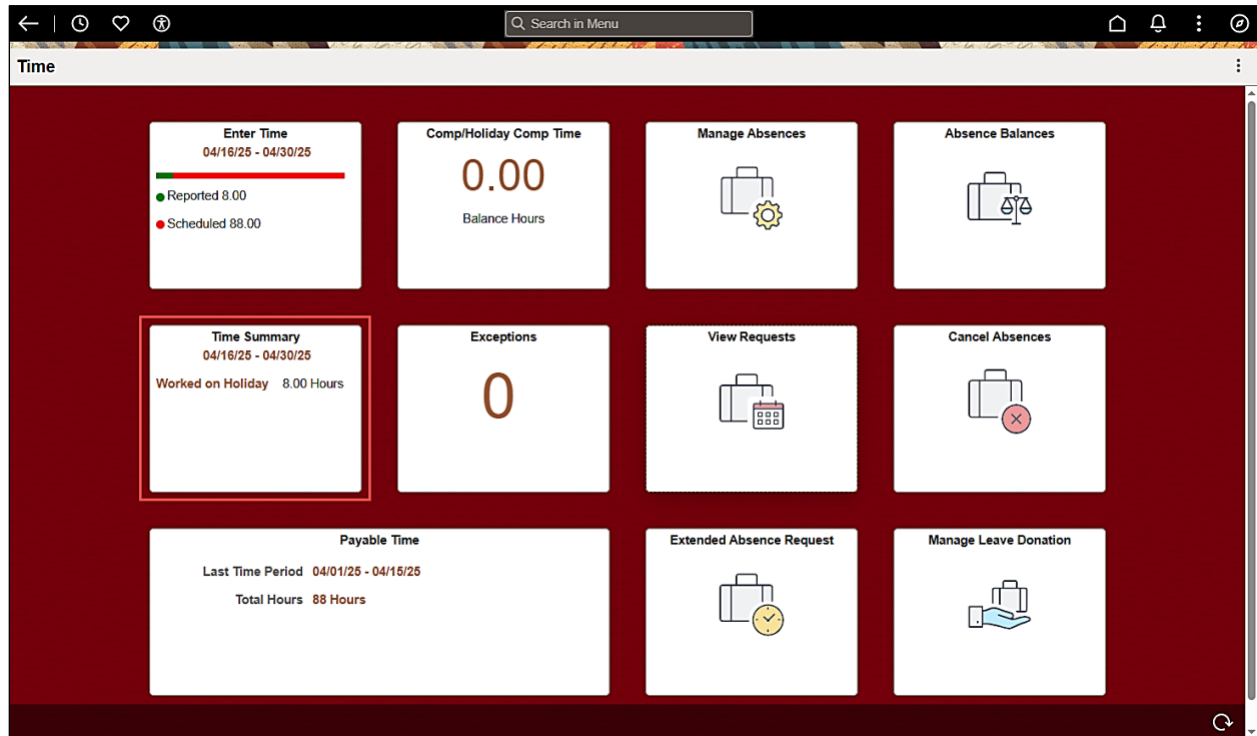 Search in Menu
Time
Enter Time
04/16/25 - 04/30/25
Reported 8.00
Scheduled 88.00
Comp/Holiday Comp Time
0.00
Balance Hours
Manage Absences
Absence Balances
Time Summary
04/16/25 - 04/30/25
Worked on Holiday 8.00 Hours
Exceptions
0
View Requests
Cancel Absences
Payable Time
Last Time Period 04/01/25 - 04/15/25
Total Hours 88 Hours
Extended Absence Request
Manage Leave Donation